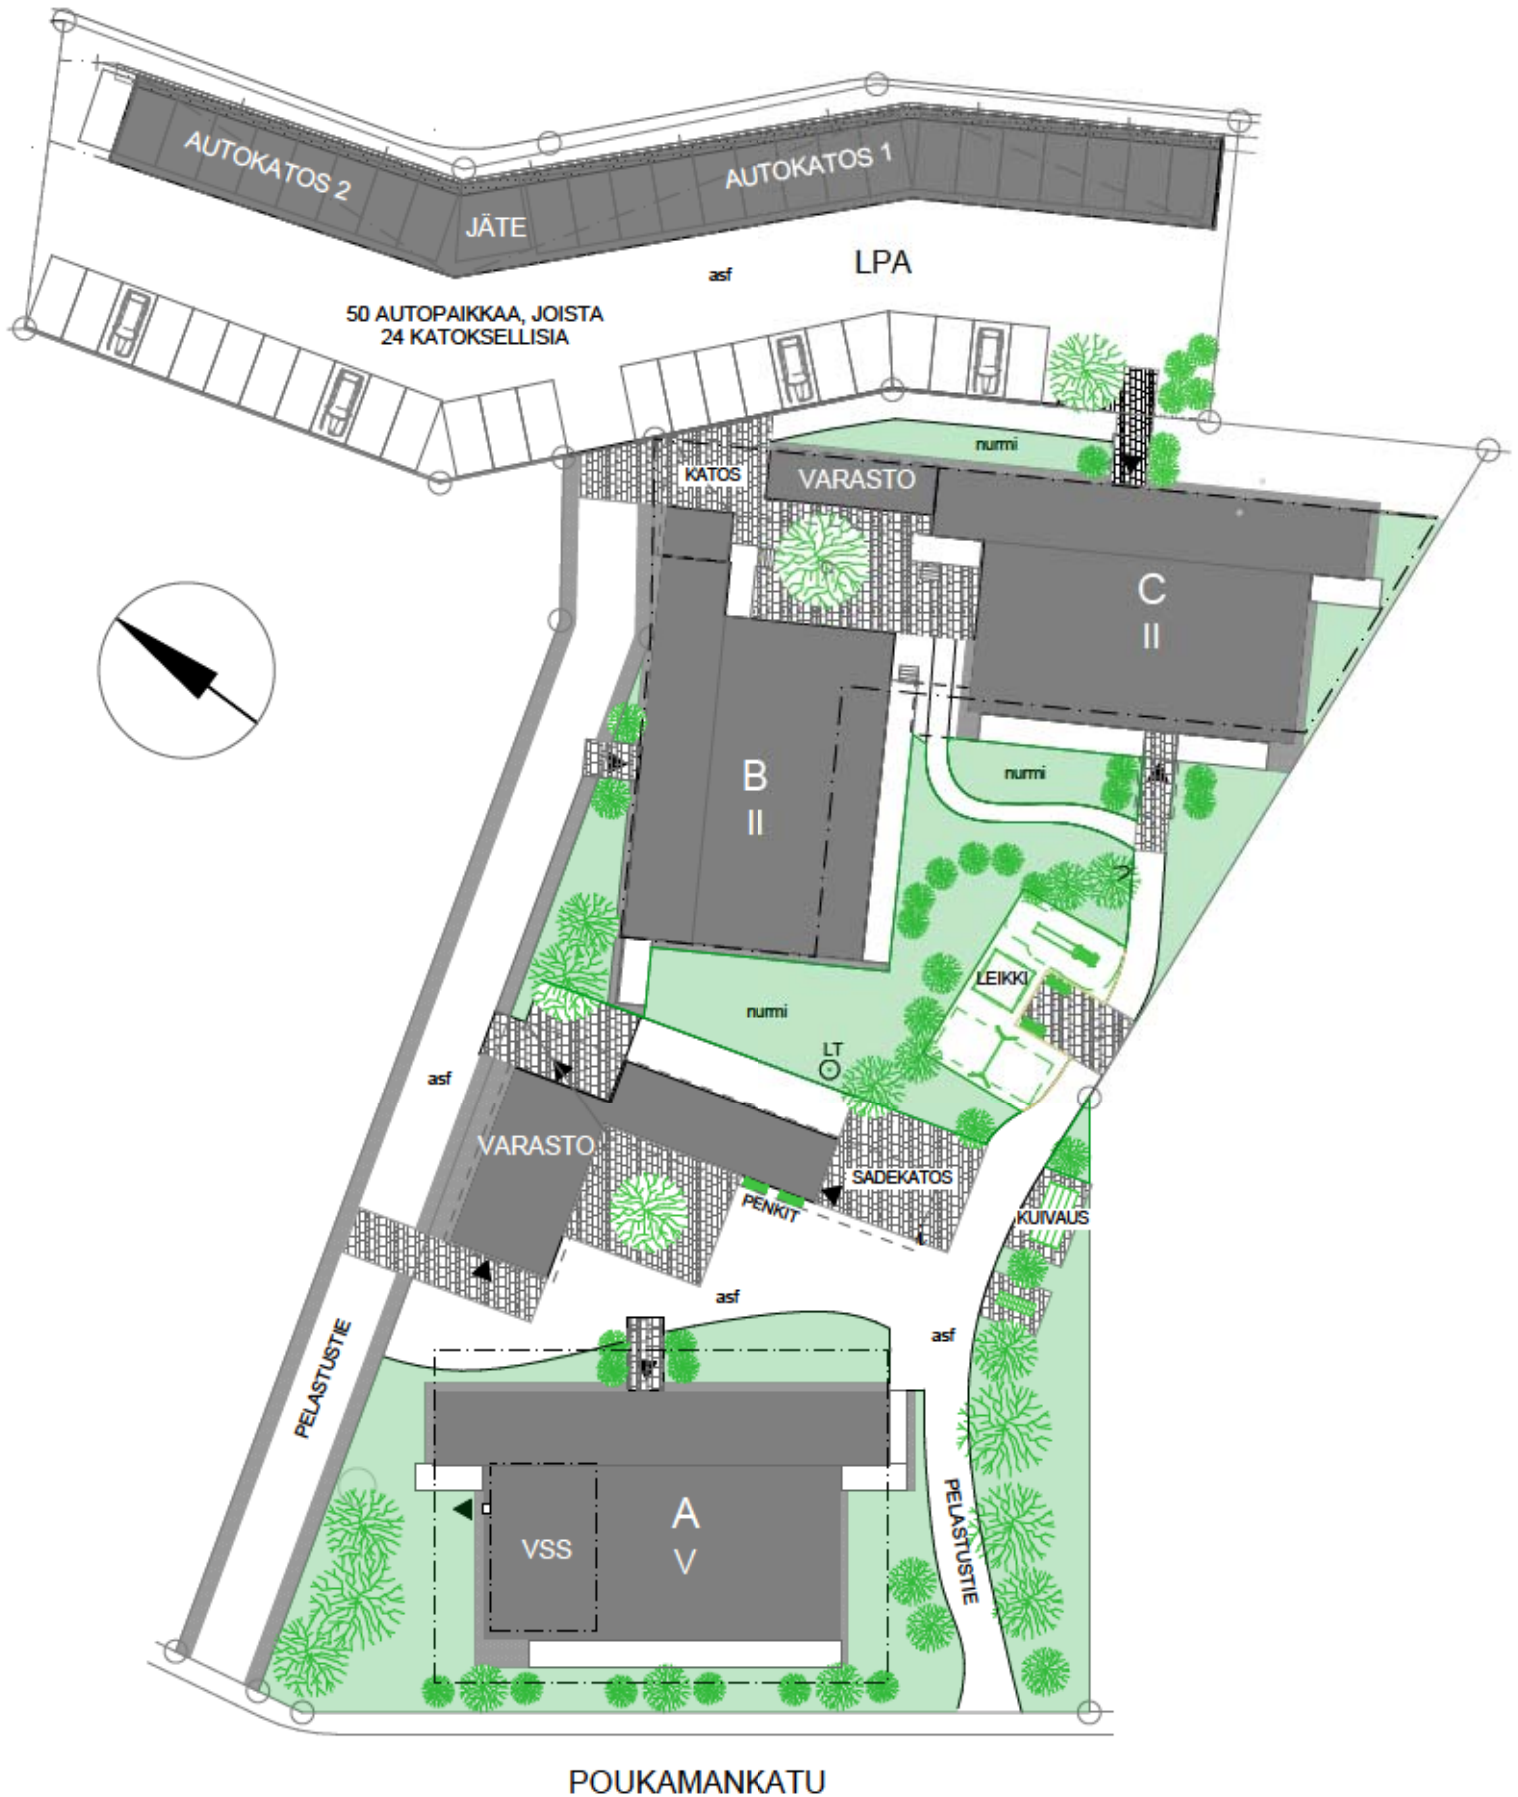 AUTOKATOS 2
AUTOKATOS 1
JÄTE
asf
LPA
50 AUTOPAIKKAA, JOISTA
24 KATOKSELLISIA
nurmi
KATOS
VARASTO
C
II
B
II
nurmi
LEIKKI
nurmi
LT
asf
VARASTO
SADEKATOS
PENKIT
KUIVAUS
asf
asf
PELASTUSTIE
PELASTUSTIE
A
V
VSS
POUKAMANKATU